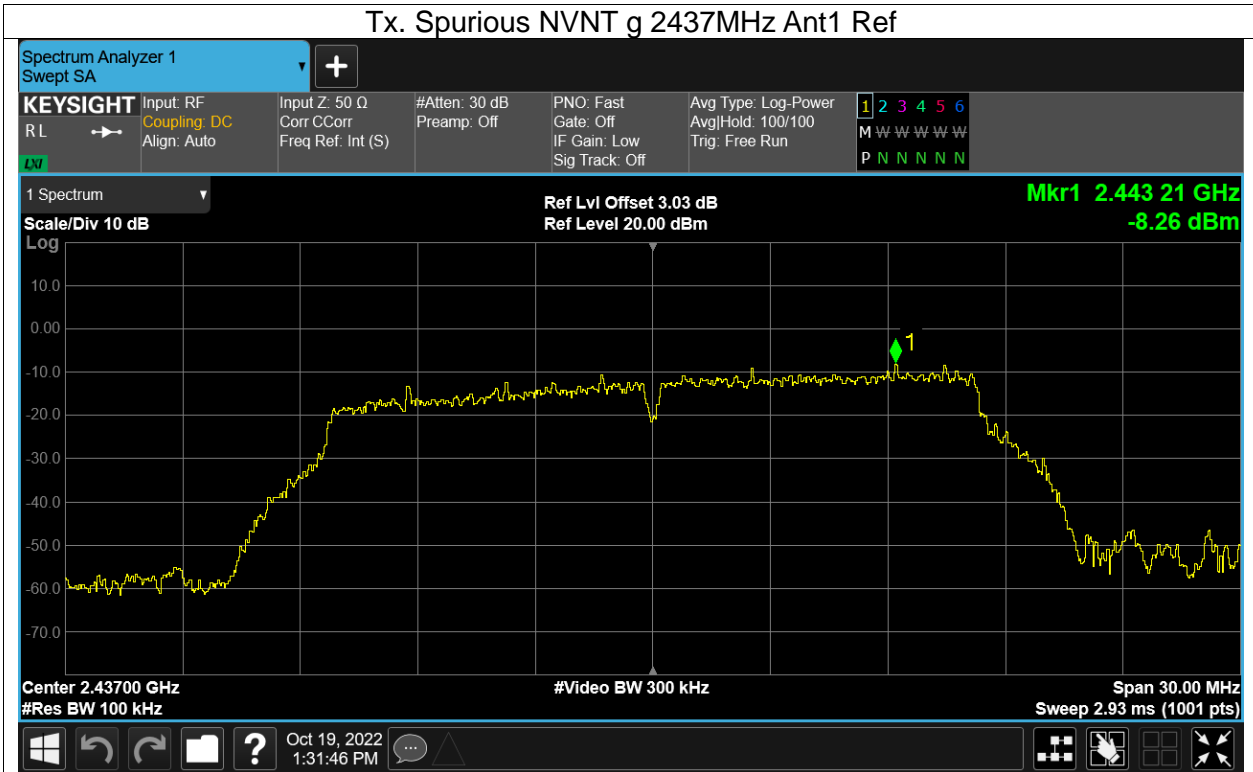 Tx. Spurious NVNT g 2437MHz Ant1 Ref
Spectrum Analyzer 1
Swept SA
+
KEYSIGHT
R L
LXI
Input: RF
Coupling: DC
Align: Auto
Input Z: 50 Ω
Corr CCorr
Freq Ref: Int (S)
#Atten: 30 dB
Preamp: Off
PNO: Fast
Gate: Off
IF Gain: Low
Sig Track: Off
Avg Type: Log-Power
Avg|Hold: 100/100
Trig: Free Run
1 2 3 4 5 6
M W W W W W
P N N N N N
1 Spectrum
Scale/Div 10 dB
Ref Lvl Offset 3.03 dB
Ref Level 20.00 dBm
Mkr1 2.443 21 GHz
-8.26 dBm
Log
10.0
0.00
-10.0
-20.0
-30.0
-40.0
-50.0
-60.0
-70.0
1
Center 2.43700 GHz
#Res BW 100 kHz
#Video BW 300 kHz
Span 30.00 MHz
Sweep 2.93 ms (1001 pts)
?
Oct 19, 2022
1:31:46 PM